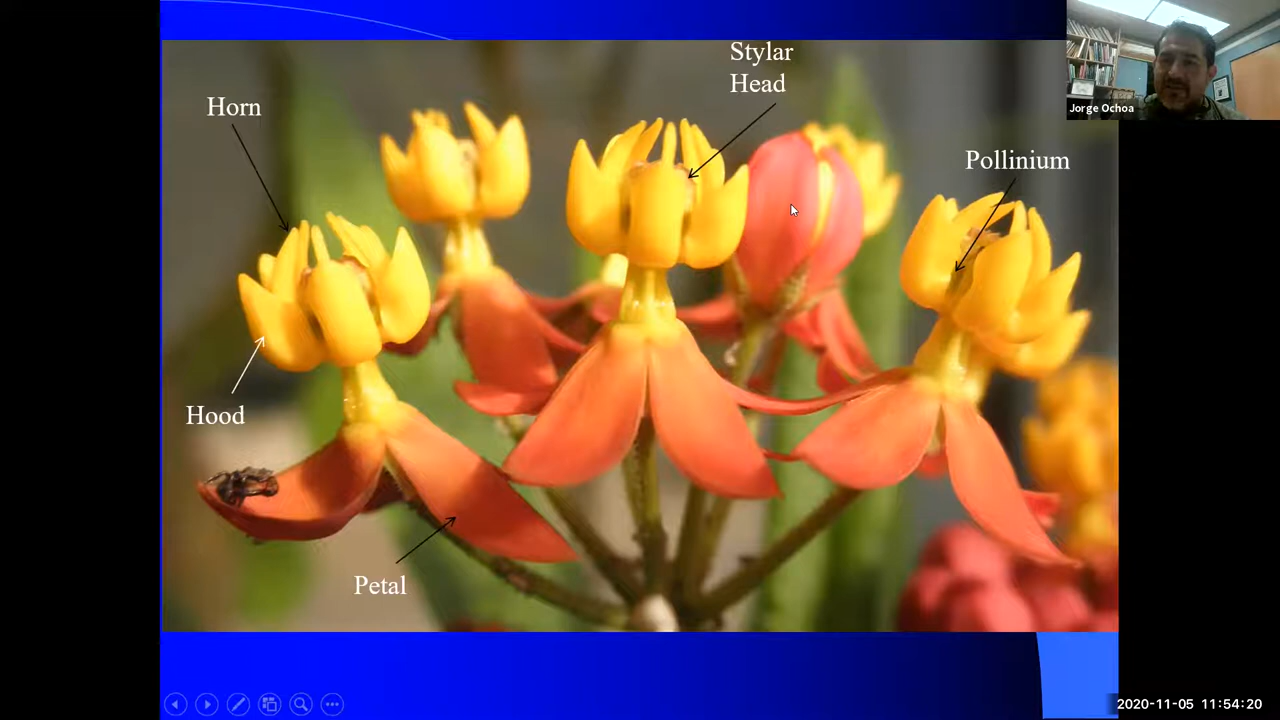 Stylar
Head
Horn
Jorge Ochoa
Pollinium
Hood
Petal
2020-11-05 11:54:20